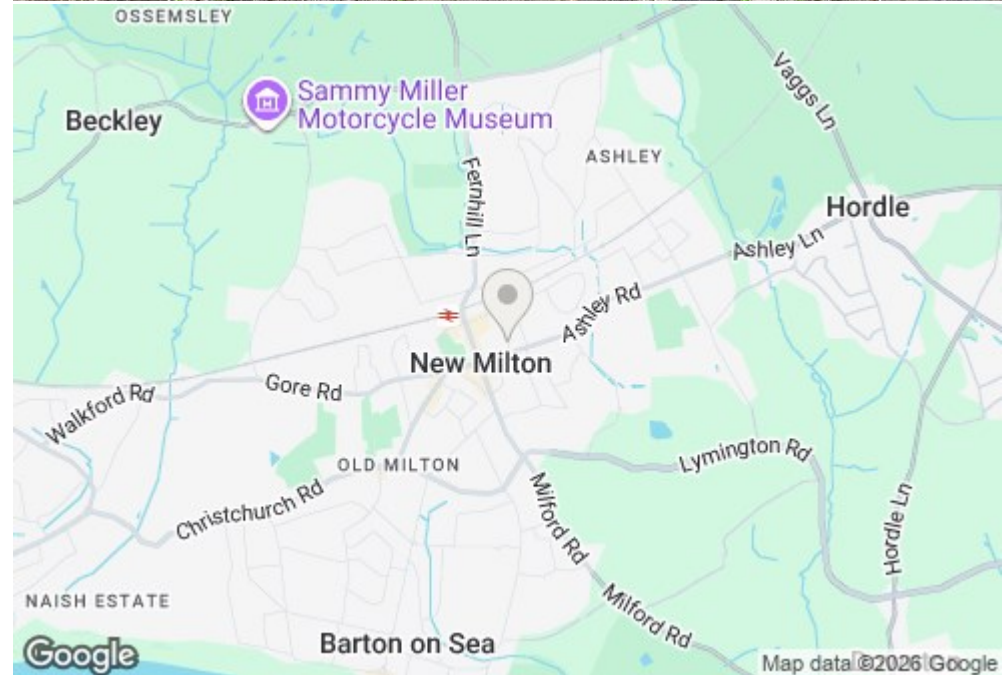 OSSEMSLEY
Beckley
Sammy Miller
Motorcycle Museum
Vaggs Ln
ASHLEY
Fernhill Ln
Hordle
Ashley Ln
Ashley Rd
New Milton
Gore Rd
Walkford Rd
OLD MILTON
Lymington Rd
Christchurch Rd
Milford Rd
Hordle Ln
NAISH ESTATE
Milford Rd
Barton on Sea
Google
Map data ©2026 Google